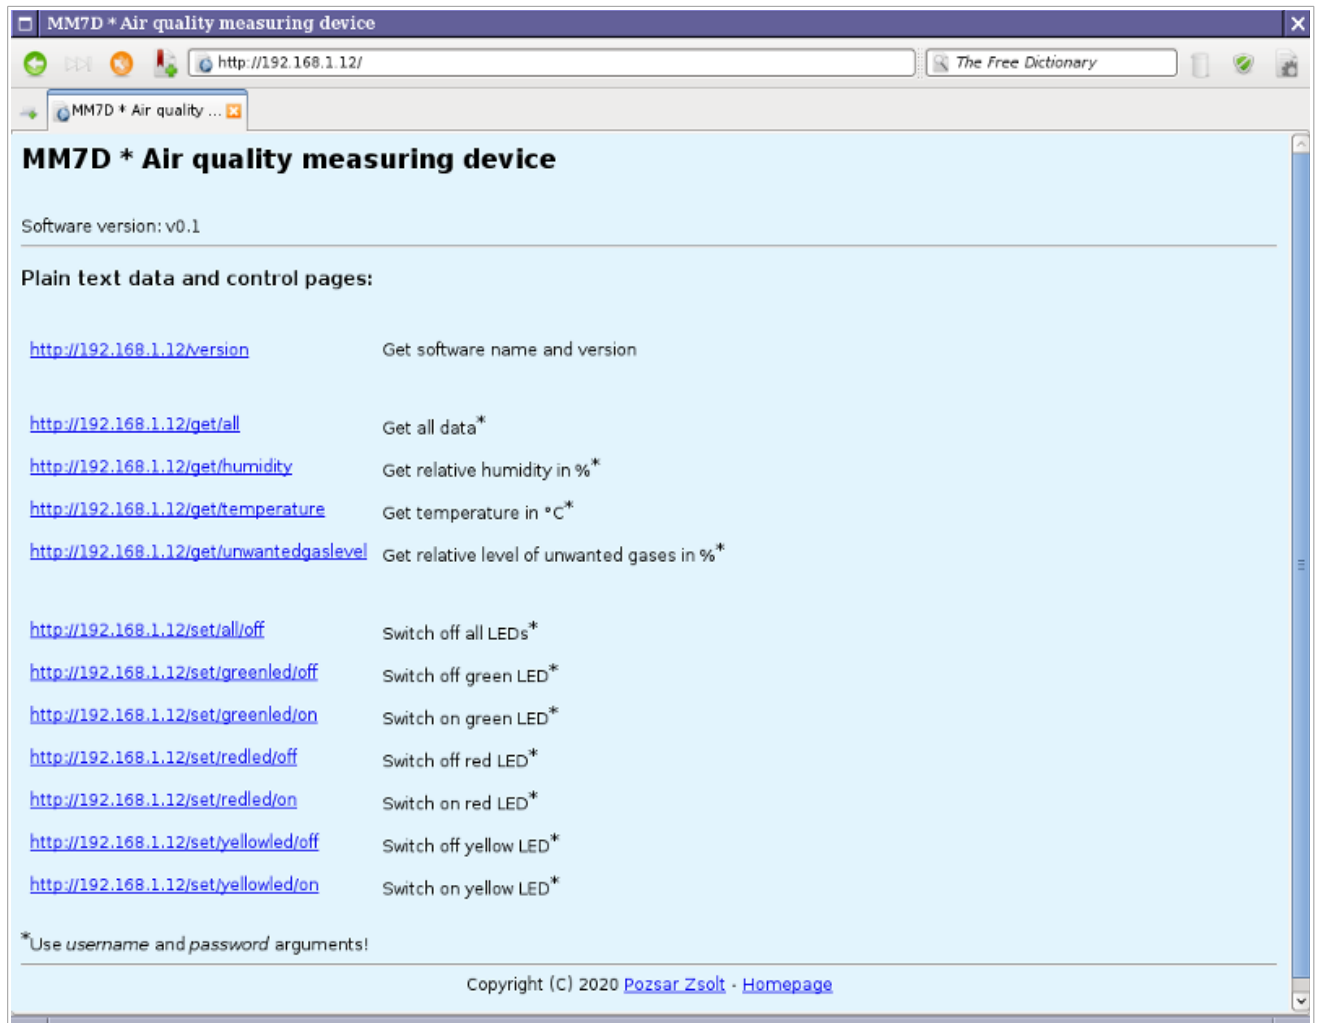 MM7D * Air quality measuring device
http://192.168.1.12/
The Free Dictionary
MM7D * Air quality ...
MM7D * Air quality measuring device
Software version: v0.1
Plain text data and control pages:
http://192.168.1.12/version Get software name and version
http://192.168.1.12/get/all Get all data*
http://192.168.1.12/get/humidity Get relative humidity in %*
http://192.168.1.12/get/temperature Get temperature in °C*
http://192.168.1.12/get/unwantedgaslevel Get relative level of unwanted gases in %*
http://192.168.1.12/set/all/off Switch off all LEDs*
http://192.168.1.12/set/greenled/off Switch off green LED*
http://192.168.1.12/set/greenled/on Switch on green LED*
http://192.168.1.12/set/redled/off Switch off red LED*
http://192.168.1.12/set/redled/on Switch on red LED*
http://192.168.1.12/set/yellowled/off Switch off yellow LED*
http://192.168.1.12/set/yellowled/on Switch on yellow LED*
*Use username and password arguments!
Copyright (C) 2020 Pozsar Zsolt - Homepage